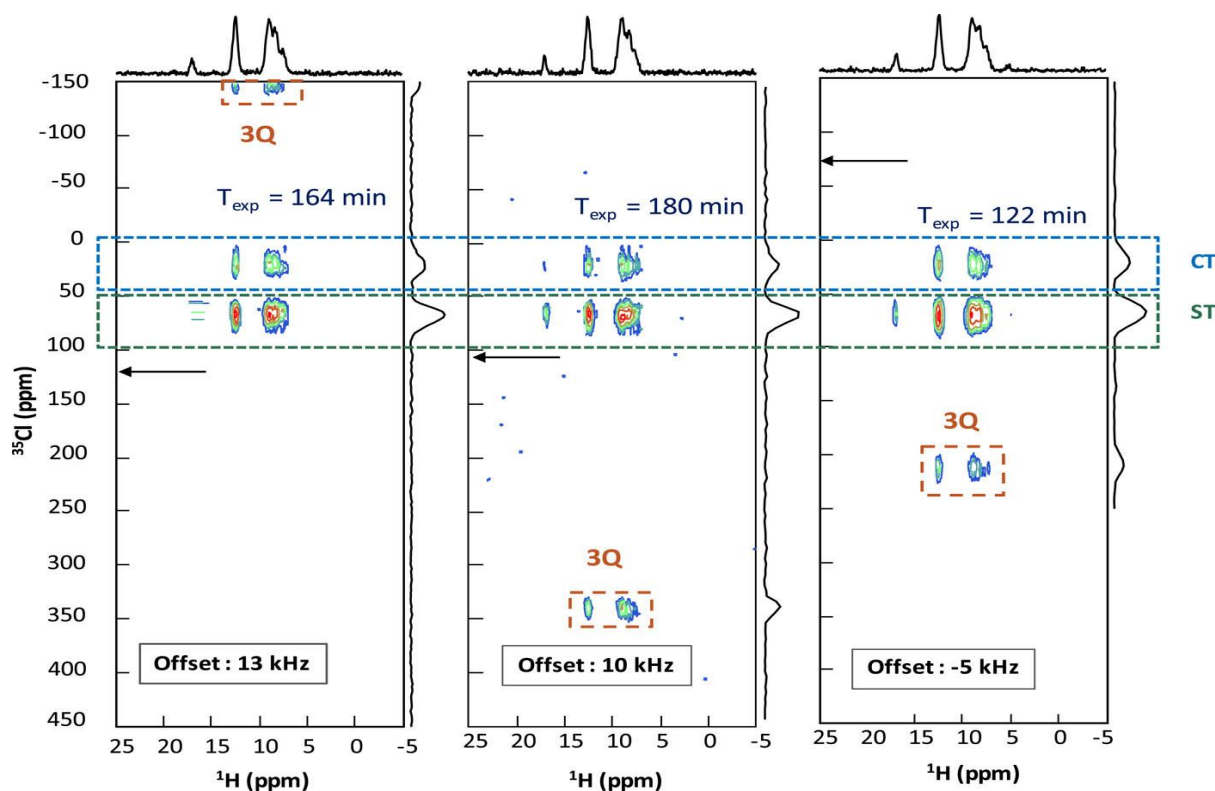 -150
-100
-50
0
50
100
150
200
250
300
350
400
450
³⁵Cl (ppm)
3Q
T_exp = 164 min
Offset : 13 kHz
25 20 15 10 5 0 -5
¹H (ppm)
T_exp = 180 min
3Q
Offset : 10 kHz
25 20 15 10 5 0 -5
¹H (ppm)
T_exp = 122 min
3Q
Offset : -5 kHz
25 20 15 10 5 0 -5
¹H (ppm)
CT
ST